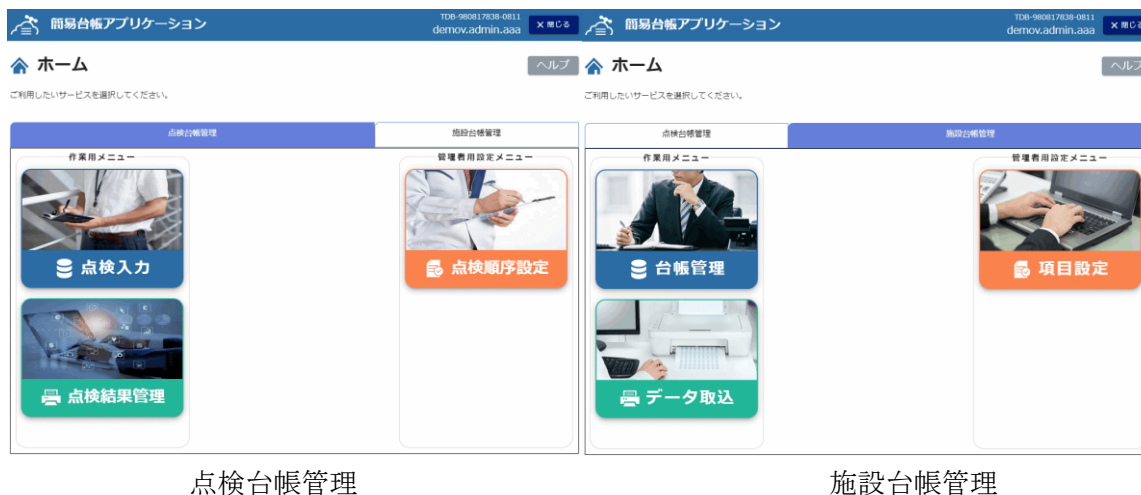 簡易台帳アプリケーション
TDB-980817838-0811
demov.admin.aaa
×閉じる
ホーム
ヘルプ
ご利用したいサービスを選択してください。
点検台帳管理
施設台帳管理
作業用メニュー
管理者用設定メニュー
点検入力
点検順序設定
点検結果管理
点検台帳管理
簡易台帳アプリケーション
TDB-980817838-0811
demov.admin.aaa
×閉じる
ホーム
ヘルプ
ご利用したいサービスを選択してください。
点検台帳管理
施設台帳管理
作業用メニュー
管理者用設定メニュー
台帳管理
項目設定
データ取込
施設台帳管理